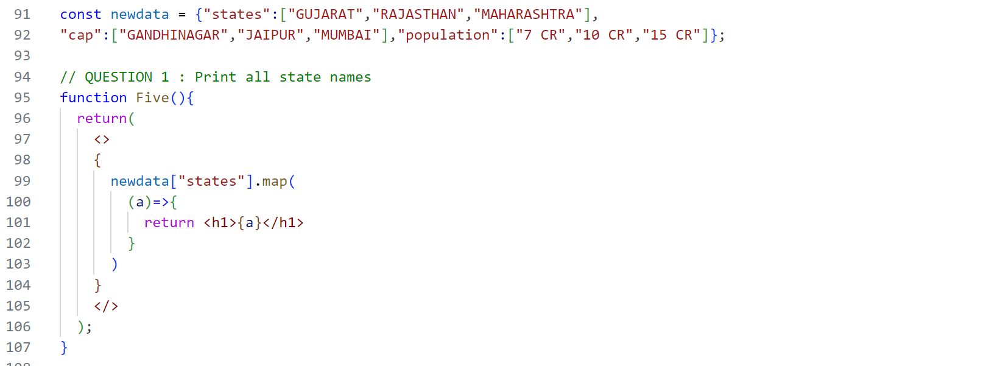 91 const newdata = {"states":["GUJARAT","RAJASTHAN","MAHARASHTRA"],
92 "cap":["GANDHINAGAR","JAIPUR","MUMBAI"],"population":["7 CR","10 CR","15 CR"]};
93
94 // QUESTION 1 : Print all state names
95 function Five(){
96   return(
97     <>
98     {
99       newdata["states"].map(
100         (a)=>{
101           return <h1>{a}</h1>
102         }
103       )
104     }
105     </>
106   );
107 }